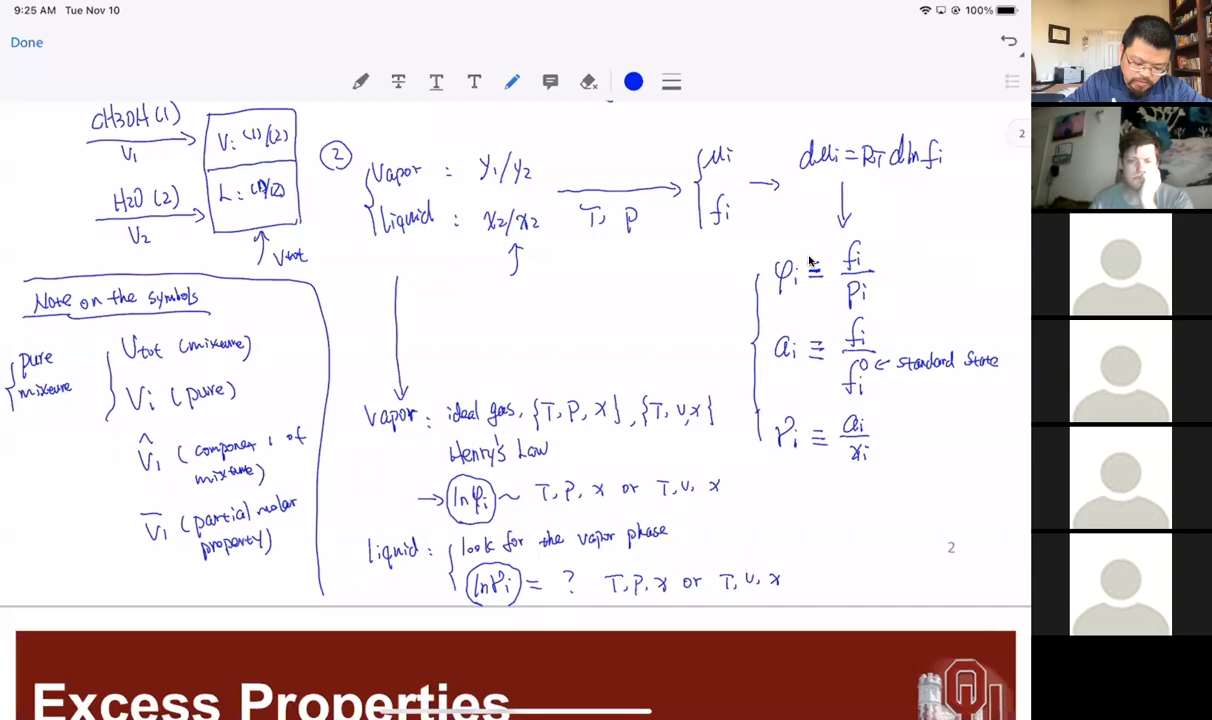 9:25 AM Tue Nov 10
100%
Done
CH3OH (1)
V1
V: (1)/(2)
H2O (2)
V2
Vtot
②
Vapor : y1/y2
liquid : x2/x2
T, P
μi
fi
dμi = RT dln fi
φi ≡ fi / Pi
ai ≡ fi / fi⁰ ← standard state
γi ≡ ai / xi
Note on the symbols
pure
mixture
Vtot (mixture)
Vi (pure)
V̂i (component i of
mixture)
V̄i (partial molar
property)
Vapor : ideal gas, {T, P, x}, {T, v, x}
Henry's Law
→ ln φi ~ T, P, x or T, v, x
liquid : look for the vapor phase
ln γi = ? T, P, x or T, v, x
2
2
Excess Properties